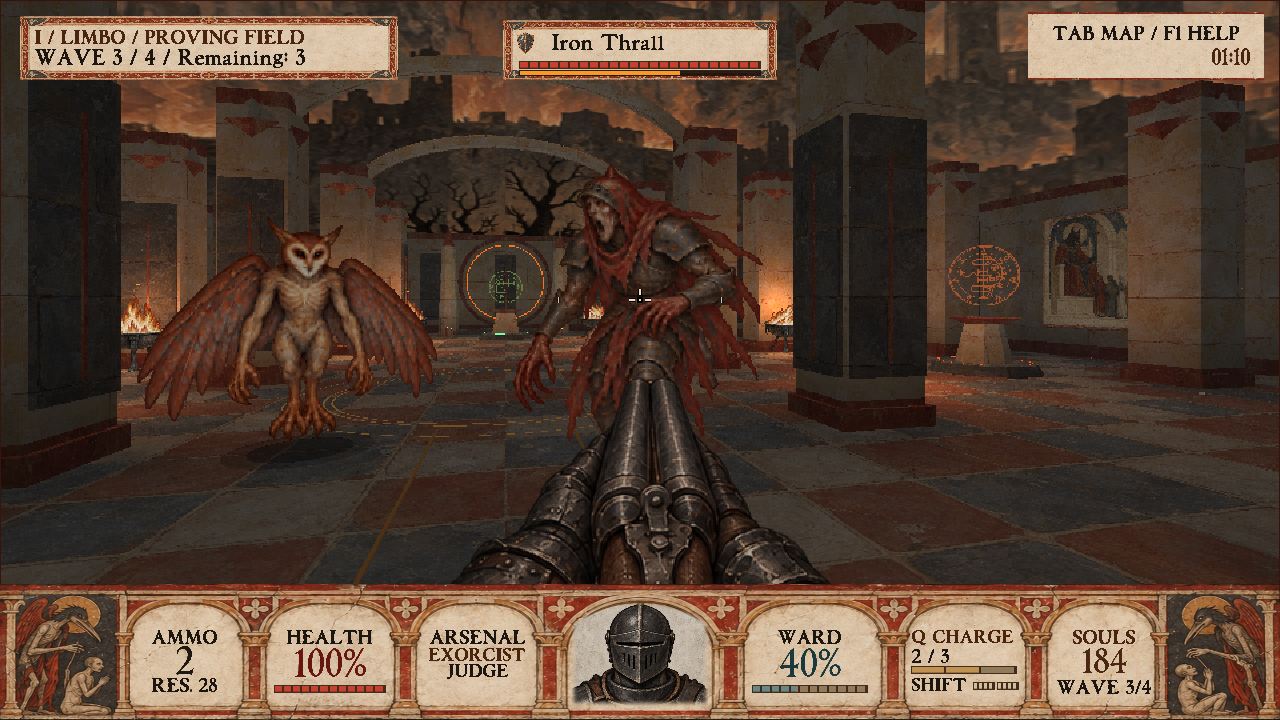 I / LIMBO / PROVING FIELD
WAVE 3 / 4 / Remaining: 3
Iron Thrall
TAB MAP / F1 HELP
01:10
AMMO
2
RES. 28
HEALTH
100%
ARSENAL
EXORCIST
JUDGE
WARD
40%
Q CHARGE
2 / 3
SHIFT
SOULS
184
WAVE 3/4